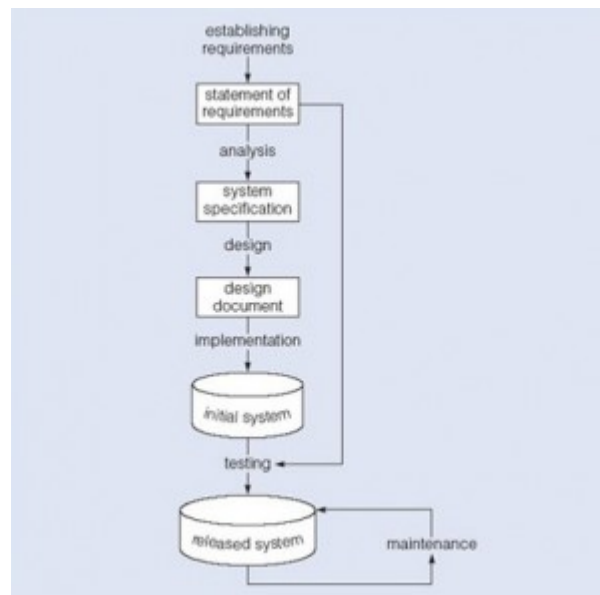 establishing
requirements
statement of
requirements
analysis
system
specification
design
design
document
implementation
initial system
testing
released system
maintenance